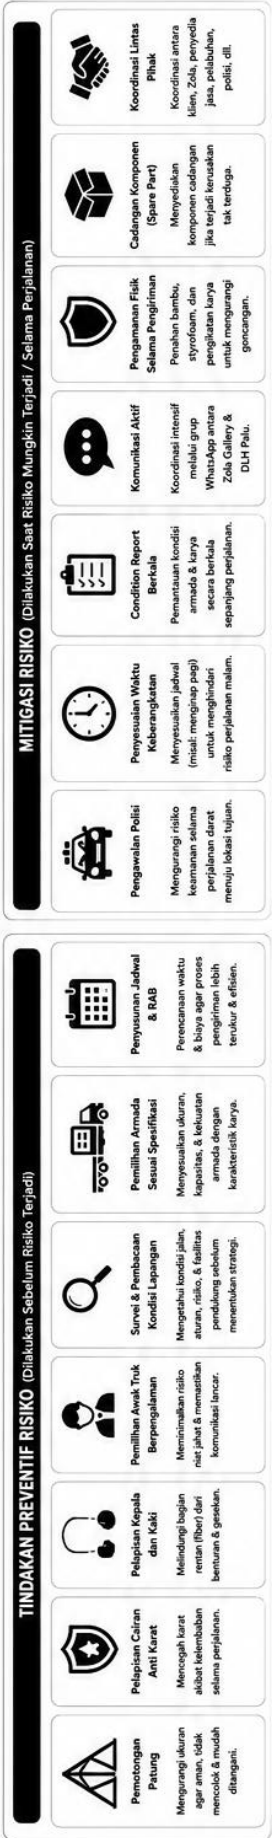 TINDAKAN PREVENTIF RISIKO (Dilakukan Sebelum Risiko Terjadi)
Pemotongan
Patung
Mengurangi ukuran
agar aman, tidak
mencolok & mudah
ditangani.
Pelapisan Cairan
Anti Karat
Mencegah karat
akibat kelembaban
selama perjalanan.
Pelapisan Kepala
dan Kaki
Melindungi bagian
rentan (fiber) dari
benturan & gesekan.
Pemilihan Awak Truk
Berpengalaman
Meminimalkan risiko
niat jahat & memastikan
komunikasi lancar.
Survei & Pembacaan
Kondisi Lapangan
Mengetahui kondisi jalan,
aturan, risiko, & fasilitas
pendukung sebelum
menentukan strategi.
Pemilihan Armada
Sesuai Spesifikasi
Menyesuaikan ukuran,
kapasitas, & kekuatan
armada dengan
karakteristik karya.
Penyusunan Jadwal
& RAB
Perencanaan waktu
& biaya agar proses
pengiriman lebih
terukur & efisien.
MITIGASI RISIKO (Dilakukan Saat Risiko Mungkin Terjadi / Selama Perjalanan)
Pengawalan Polisi
Mengurangi risiko
keamanan selama
perjalanan darat
menuju lokasi tujuan.
Penyesuaian Waktu
Keberangkatan
Menyesuaikan jadwal
(misal: menginap pagi)
untuk menghindari
risiko perjalanan malam.
Condition Report
Berkala
Pemantauan kondisi
armada & karya
secara berkala
sepanjang perjalanan.
Komunikasi Aktif
Koordinasi intensif
melalui grup
WhatsApp antara
Zola Gallery &
DLH Palu.
Pengamanan Fisik
Selama Pengiriman
Penahan bambu,
styrofoam, dan
pengikatan karya
untuk mengurangi
goncangan.
Cadangan Komponen
(Spare Part)
Menyediakan
komponen cadangan
jika terjadi kerusakan
tak terduga.
Koordinasi Lintas
Pihak
Koordinasi antara
klien, Zola, penyedia
jasa, pelabuhan,
polisi, dll.